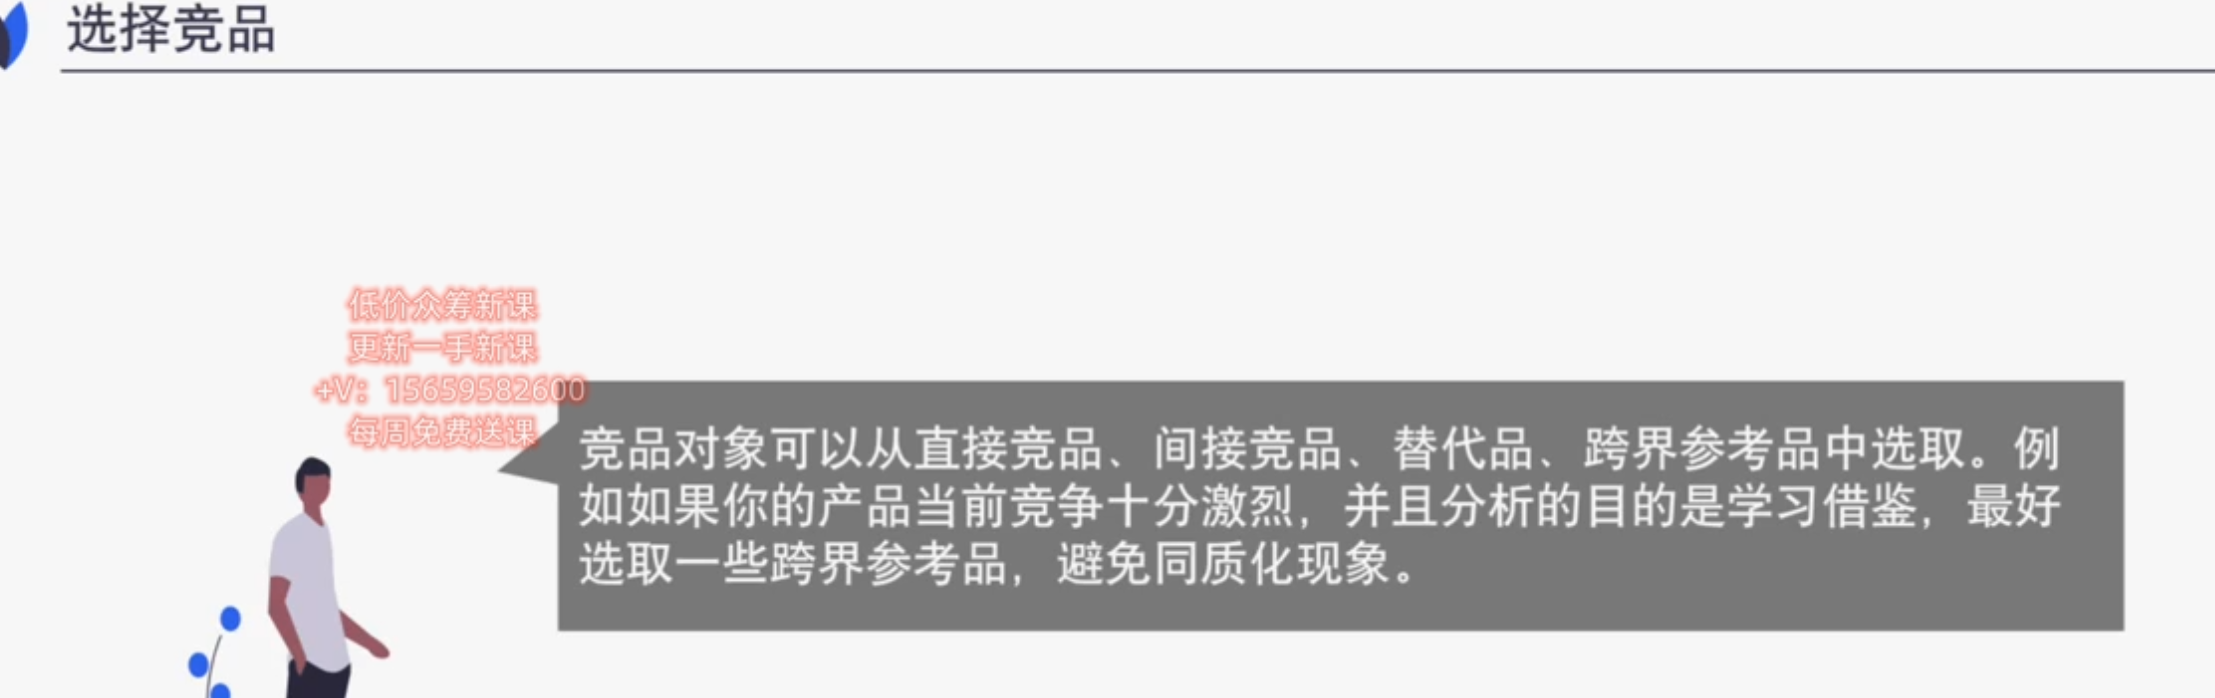 选择竞品
低价众筹新课
更新一手新课
+V：15659582600
每周免费送课
竞品对象可以从直接竞品、间接竞品、替代品、跨界参考品中选取。例
如如果你的产品当前竞争十分激烈，并且分析的目的是学习借鉴，最好
选取一些跨界参考品，避免同质化现象。